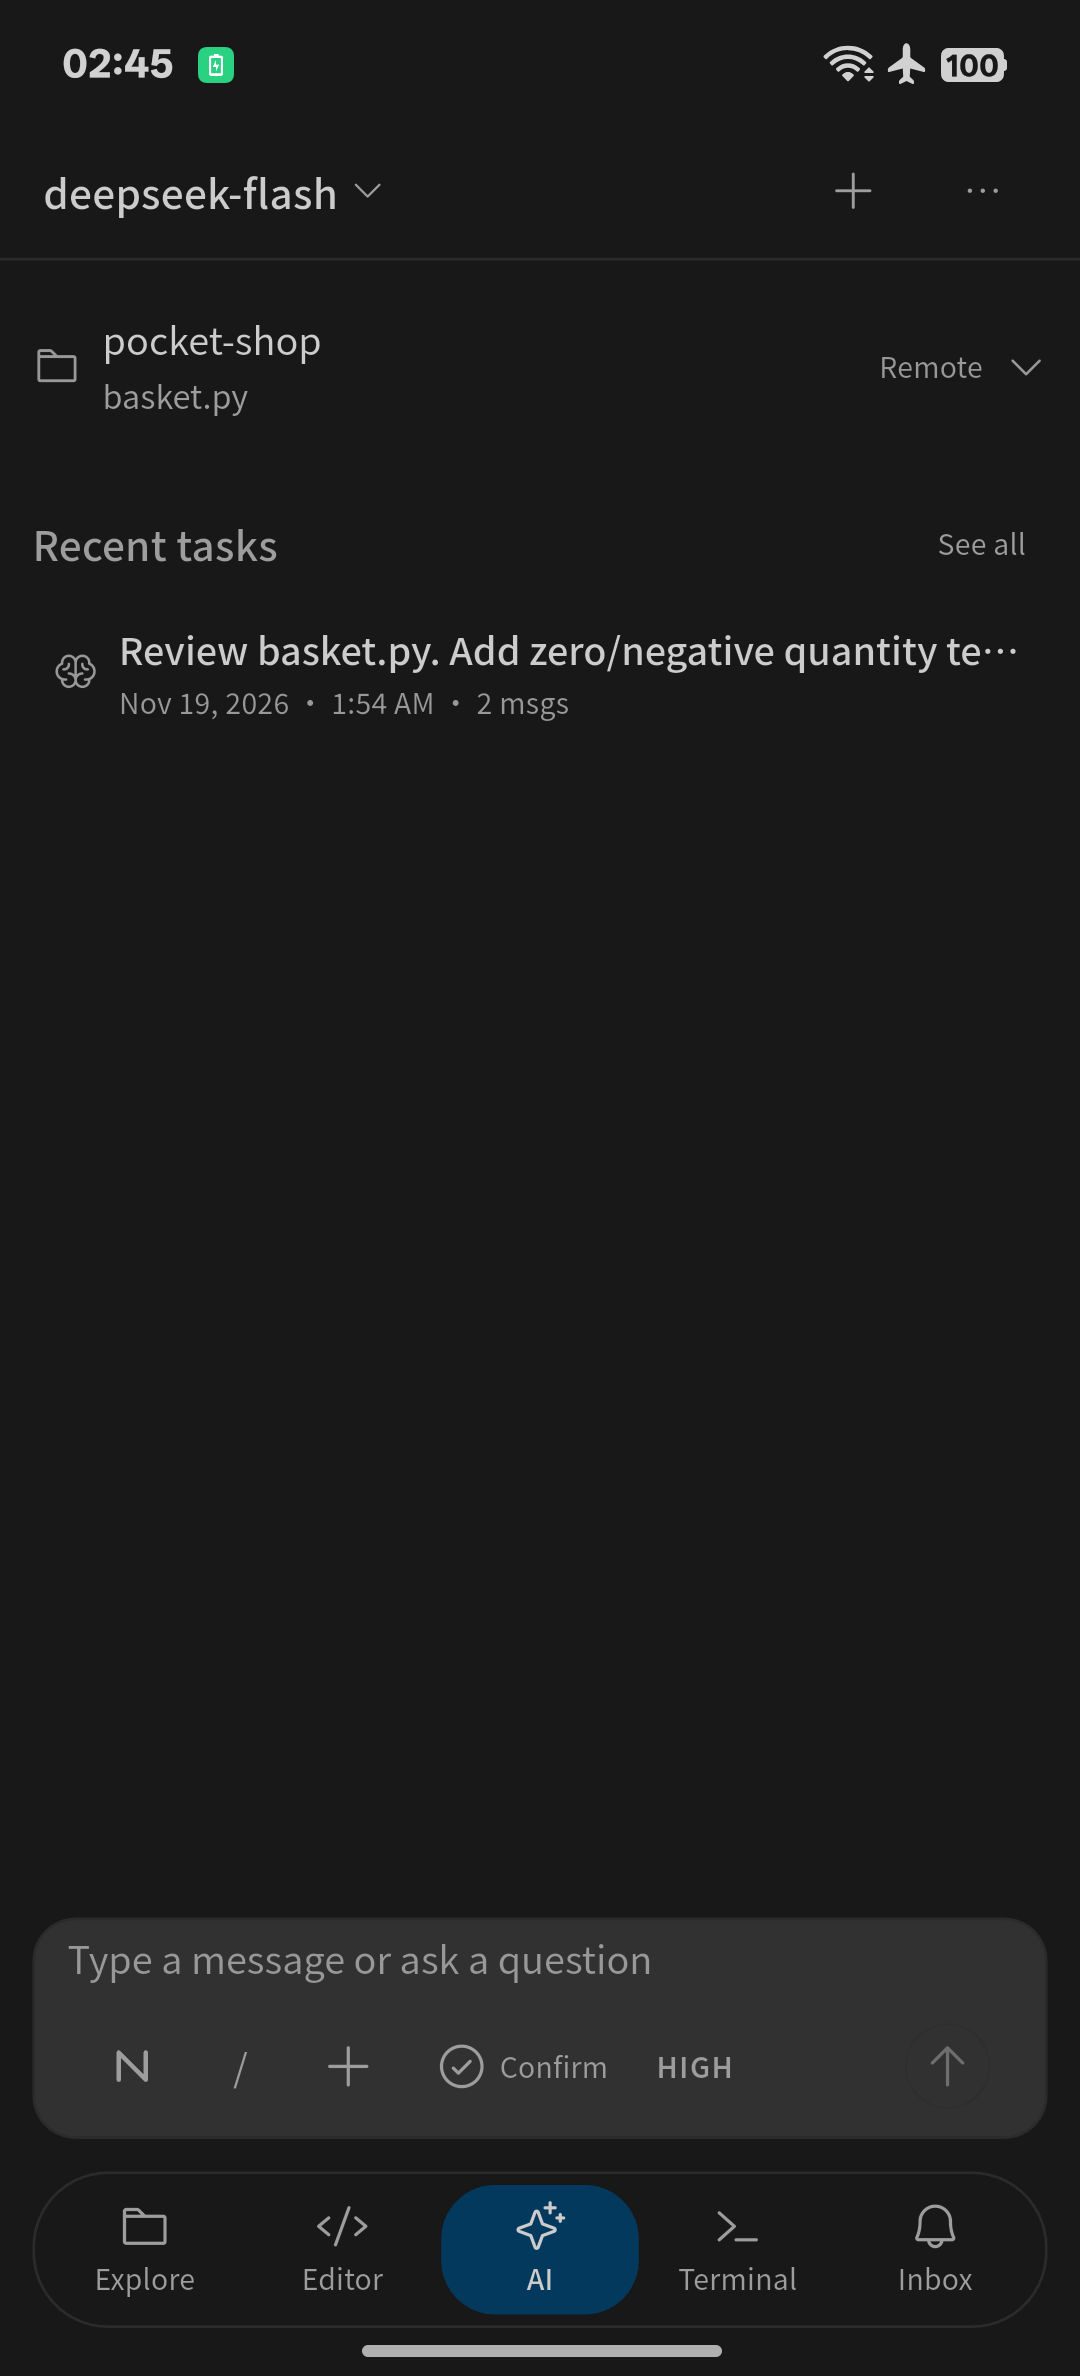 02:45
100
deepseek-flash
pocket-shop
basket.py
Remote
Recent tasks
See all
Review basket.py. Add zero/negative quantity te···
Nov 19, 2026 • 1:54 AM • 2 msgs
Type a message or ask a question
N / + Confirm HIGH
Explore
Editor
AI
Terminal
Inbox